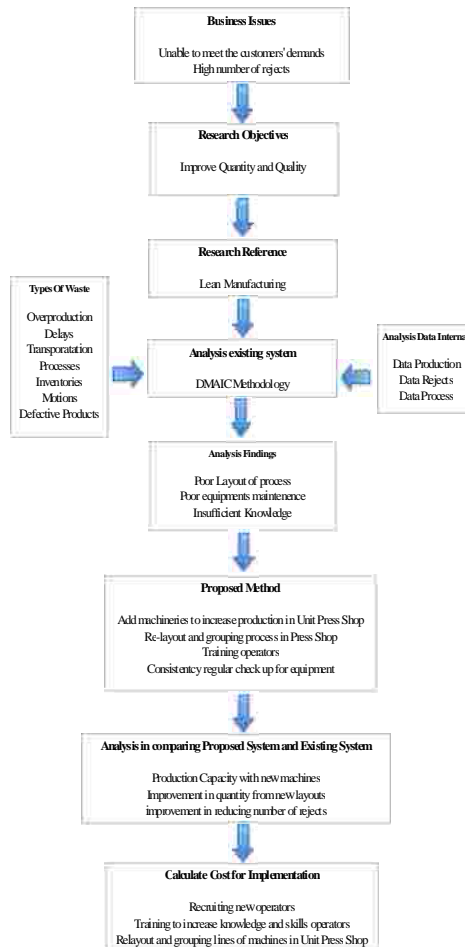 Business Issues
Unable to meet the customers' demands
High number of rejects
Research Objectives
Improve Quantity and Quality
Research Reference
Lean Manufacturing
Types Of Waste
Overproduction
Delays
Transporatation
Processes
Inventories
Motions
Defective Products
Analysis existing system
DMAIC Methodology
Analysis Data Interna
Data Production
Data Rejects
Data Process
Analysis Findings
Poor Layout of process
Poor equipments maintenence
Insufficient Knowledge
Proposed Method
Add machineries to increase production in Unit Press Shop
Re-layout and grouping process in Press Shop
Training operators
Consistency regular check up for equipment
Analysis in comparing Proposed System and Existing System
Production Capacity with new machines
Improvement in quantity from new layouts
improvement in reducing number of rejects
Calculate Cost for Implementation
Recruiting new operators
Training to increase knowledge and skills operators
Relayout and grouping lines of machines in Unit Press Shop